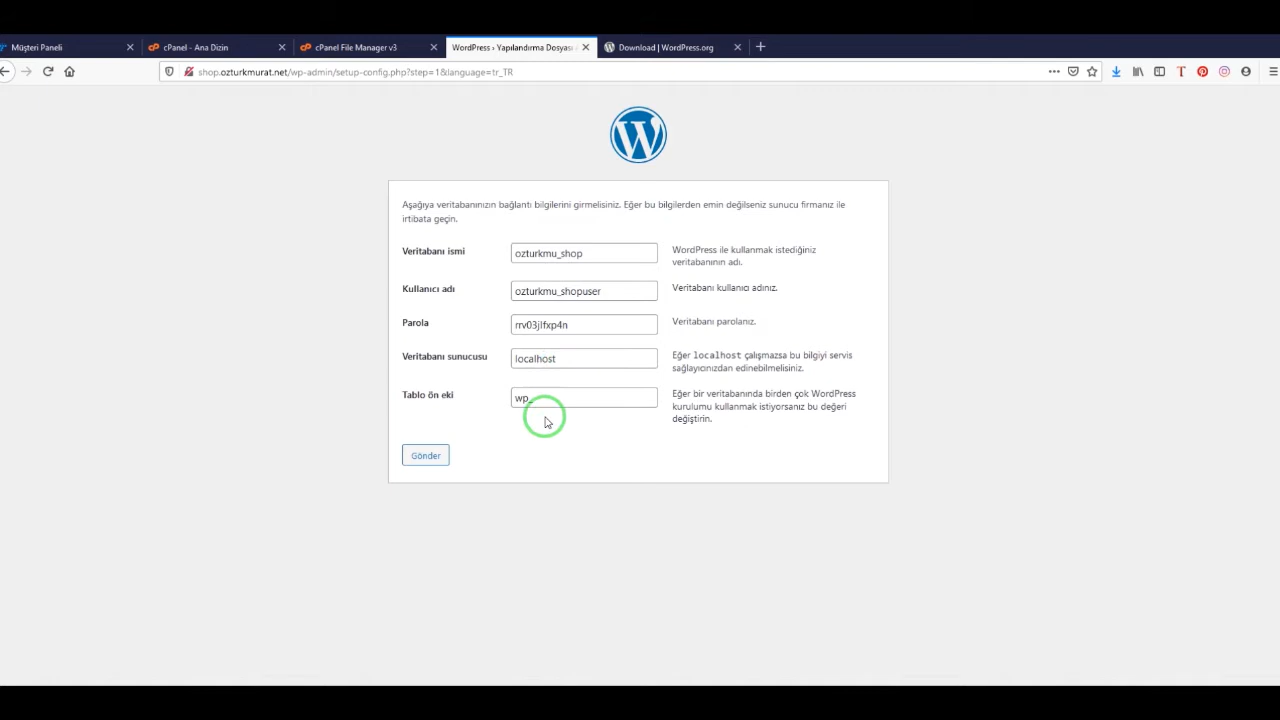 Müşteri Paneli
cPanel - Ana Dizin
cPanel File Manager v3
WordPress › Yapılandırma Dosyası
Download | WordPress.org
shop.ozturkmurat.net/wp-admin/setup-config.php?step=1&language=tr_TR
Aşağıya veritabanınızın bağlantı bilgilerini girmelisiniz. Eğer bu bilgilerden emin değilseniz sunucu firmanız ile
irtibata geçin.
Veritabanı ismi
ozturkmu_shop
WordPress ile kullanmak istediğiniz
veritabanının adı.
Kullanıcı adı
ozturkmu_shopuser
Veritabanı kullanıcı adınız.
Parola
Veritabanı parolanız.
Veritabanı sunucusu
localhost
Eğer localhost çalışmazsa bu bilgiyi servis
sağlayıcınızdan edinebilmelisiniz.
Tablo ön eki
wp_
Eğer bir veritabanında birden çok WordPress
kurulumu kullanmak istiyorsanız bu değeri
değiştirin.
Gönder